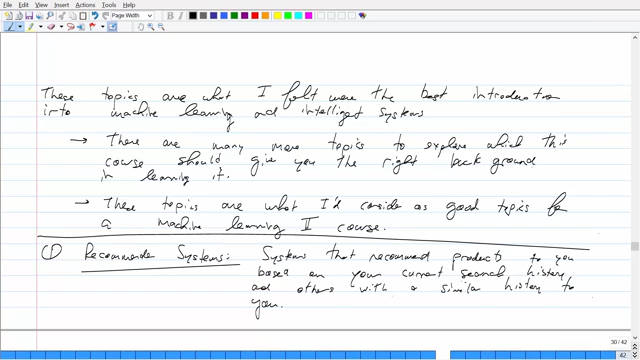 File Edit View Insert Actions Tools Help
Page Width
These topics are what I felt were the best introduction
into machine learning and intelligent systems
→ There are many more topics to explore which this
course should give you the right back ground
in learning it.
→ These topics are what I'd conside as good topics for
a machine learning II course.
① Recommender Systems: Systems that recommend products to you
based on your current search history
and others with a similar history to
you.
30 / 42
42